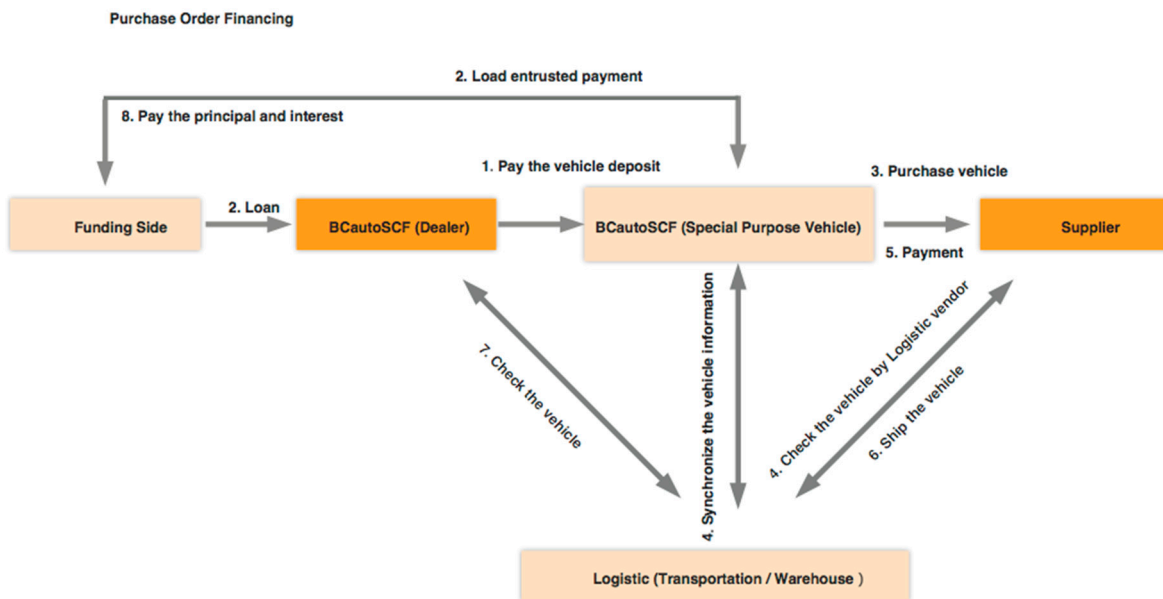 Purchase Order Financing
2. Load entrusted payment
8. Pay the principal and interest
1. Pay the vehicle deposit
3. Purchase vehicle
2. Loan
Funding Side
BCautoSCF (Dealer)
BCautoSCF (Special Purpose Vehicle)
Supplier
5. Payment
7. Check the vehicle
4. Synchronize the vehicle information
4. Check the vehicle by Logistic vendor
6. Ship the vehicle
Logistic (Transportation / Warehouse )